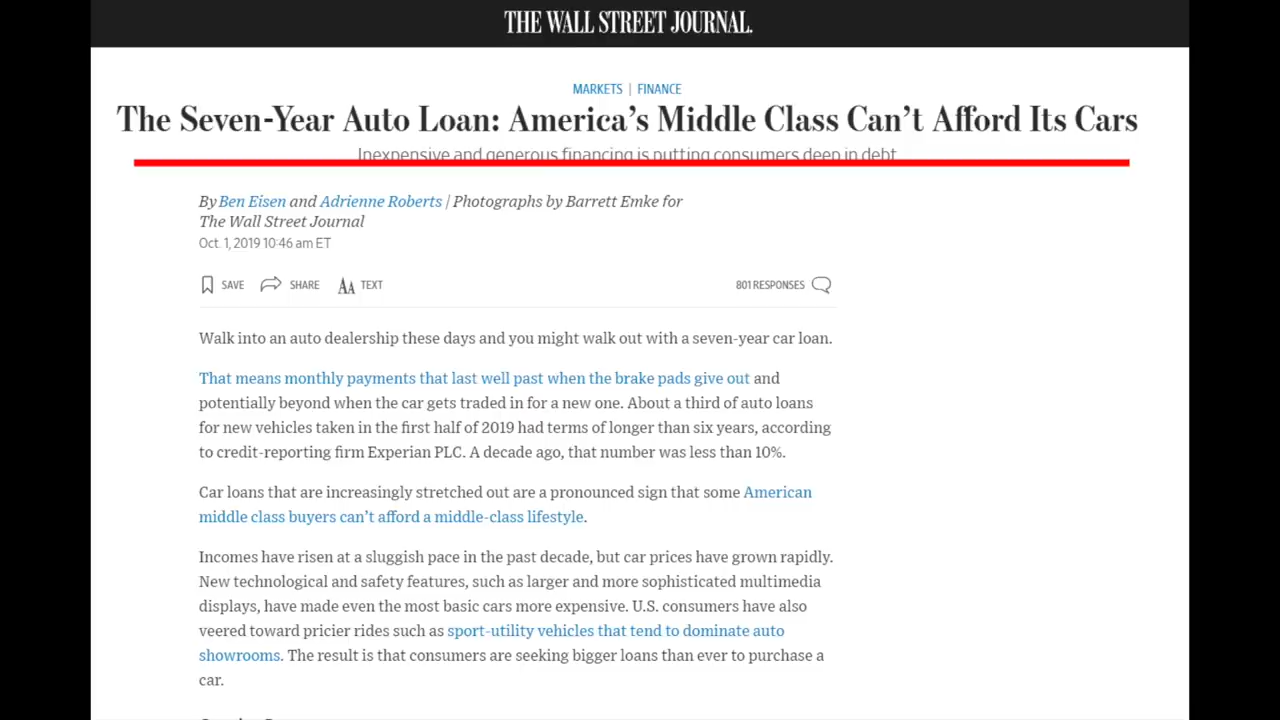 THE WALL STREET JOURNAL.
MARKETS | FINANCE
The Seven-Year Auto Loan: America's Middle Class Can't Afford Its Cars
Inexpensive and generous financing is putting consumers deep in debt
By Ben Eisen and Adrienne Roberts | Photographs by Barrett Emke for
The Wall Street Journal
Oct. 1, 2019 10:46 am ET
SAVE SHARE AA TEXT 801 RESPONSES
Walk into an auto dealership these days and you might walk out with a seven-year car loan.
That means monthly payments that last well past when the brake pads give out and
potentially beyond when the car gets traded in for a new one. About a third of auto loans
for new vehicles taken in the first half of 2019 had terms of longer than six years, according
to credit-reporting firm Experian PLC. A decade ago, that number was less than 10%.
Car loans that are increasingly stretched out are a pronounced sign that some American
middle class buyers can't afford a middle-class lifestyle.
Incomes have risen at a sluggish pace in the past decade, but car prices have grown rapidly.
New technological and safety features, such as larger and more sophisticated multimedia
displays, have made even the most basic cars more expensive. U.S. consumers have also
veered toward pricier rides such as sport-utility vehicles that tend to dominate auto
showrooms. The result is that consumers are seeking bigger loans than ever to purchase a
car.